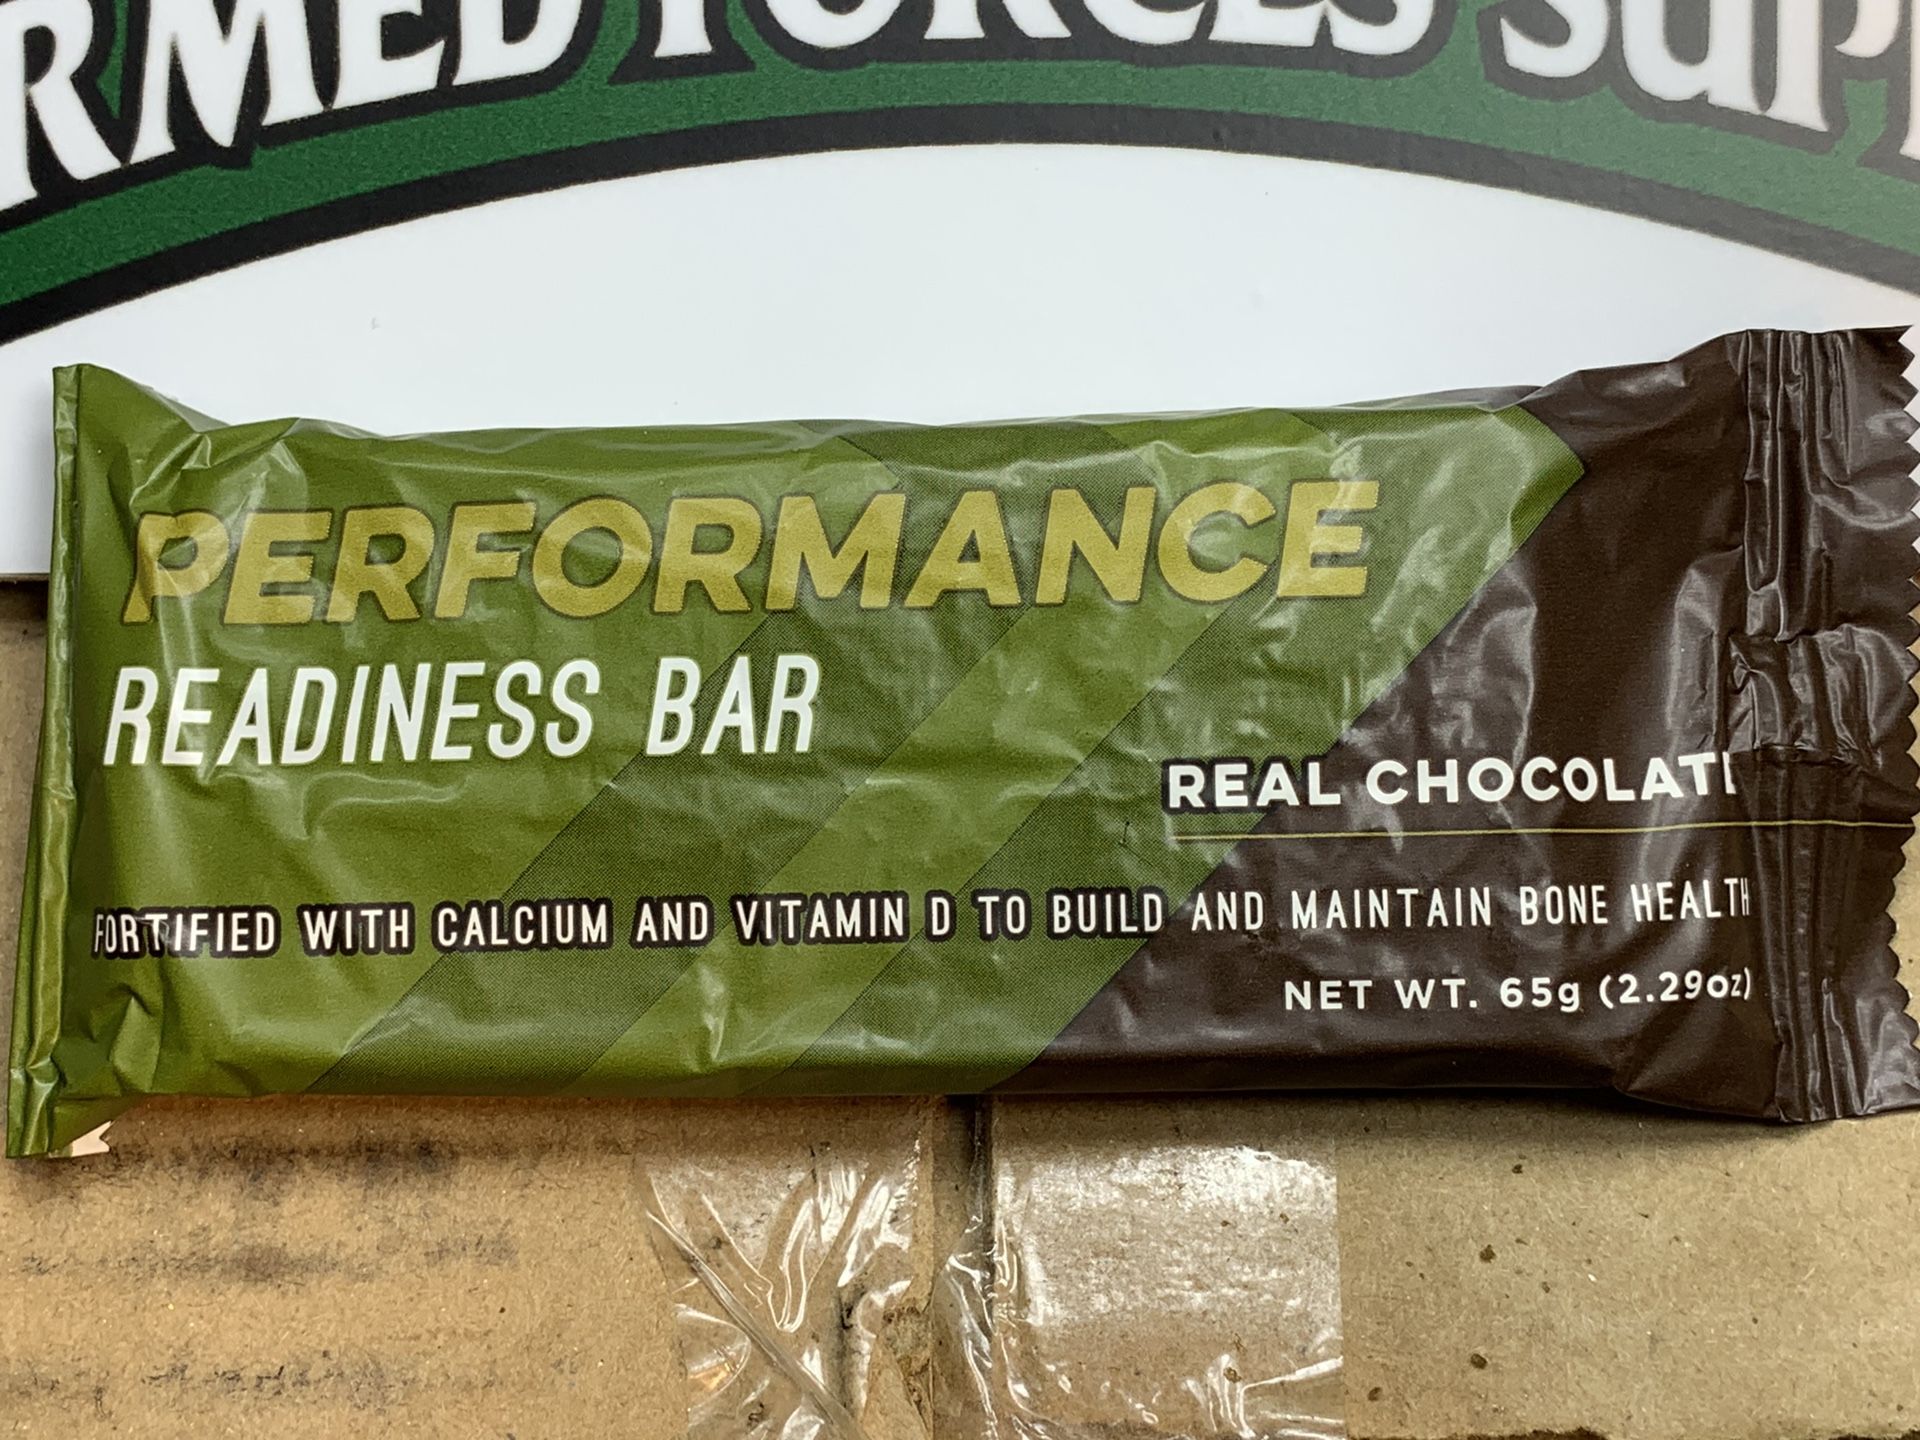 RMED FORCES SUP
PERFORMANCE
READINESS BAR
REAL CHOCOLATE
FORTIFIED WITH CALCIUM AND VITAMIN D TO BUILD AND MAINTAIN BONE HEALTH
NET WT. 65g (2.29oz)